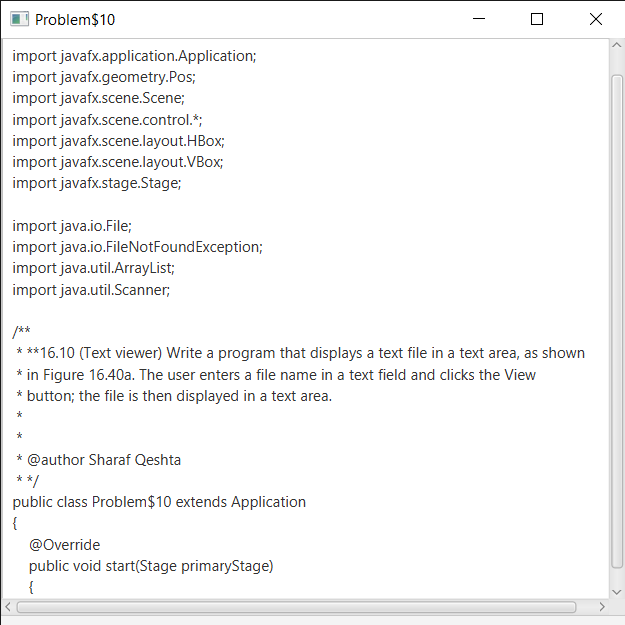 Problem$10
import javafx.application.Application;
import javafx.geometry.Pos;
import javafx.scene.Scene;
import javafx.scene.control.*;
import javafx.scene.layout.HBox;
import javafx.scene.layout.VBox;
import javafx.stage.Stage;

import java.io.File;
import java.io.FileNotFoundException;
import java.util.ArrayList;
import java.util.Scanner;

/**
 * **16.10 (Text viewer) Write a program that displays a text file in a text area, as shown
 * in Figure 16.40a. The user enters a file name in a text field and clicks the View
 * button; the file is then displayed in a text area.
 *
 *
 * @author Sharaf Qeshta
 * */
public class Problem$10 extends Application
{
    @Override
    public void start(Stage primaryStage)
    {